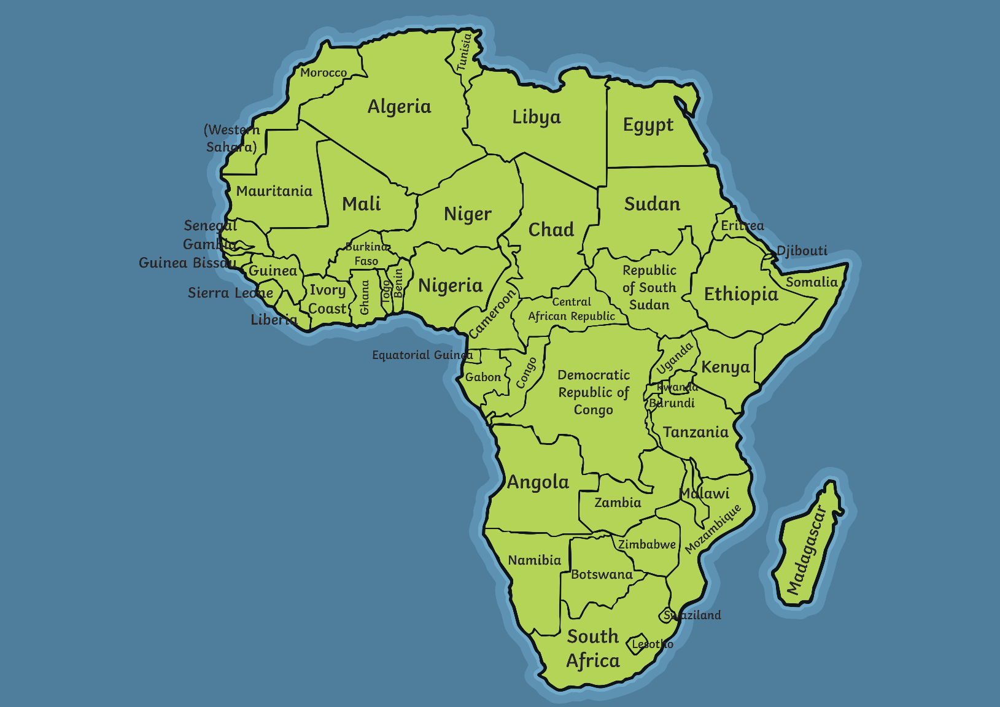 Tunisia
Morocco
Algeria
Libya
Egypt
(Western
Sahara)
Mauritania
Mali
Niger
Chad
Sudan
Eritrea
Senegal
Gambia
Guinea Bissau
Burkina
Faso
Djibouti
Guinea
Ivory
Coast
Ghana
Togo
Benin
Nigeria
Cameroon
Central
African Republic
Republic
of South
Sudan
Ethiopia
Somalia
Sierra Leone
Liberia
Equatorial Guinea
Gabon
Congo
Democratic
Republic of
Congo
Uganda
Kenya
Rwanda
Burundi
Tanzania
Angola
Zambia
Malawi
Mozambique
Madagascar
Zimbabwe
Namibia
Botswana
Swaziland
South
Africa
Lesotho